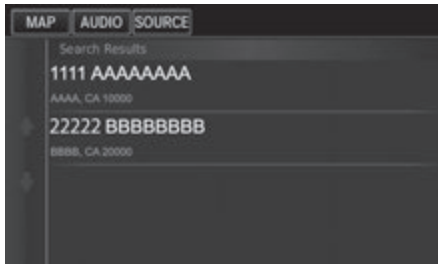 MAP AUDIO SOURCE
Search Results
1111 AAAAAAAA
AAAA, CA 10000
22222 BBBBBBBB
BBBB, CA 20000